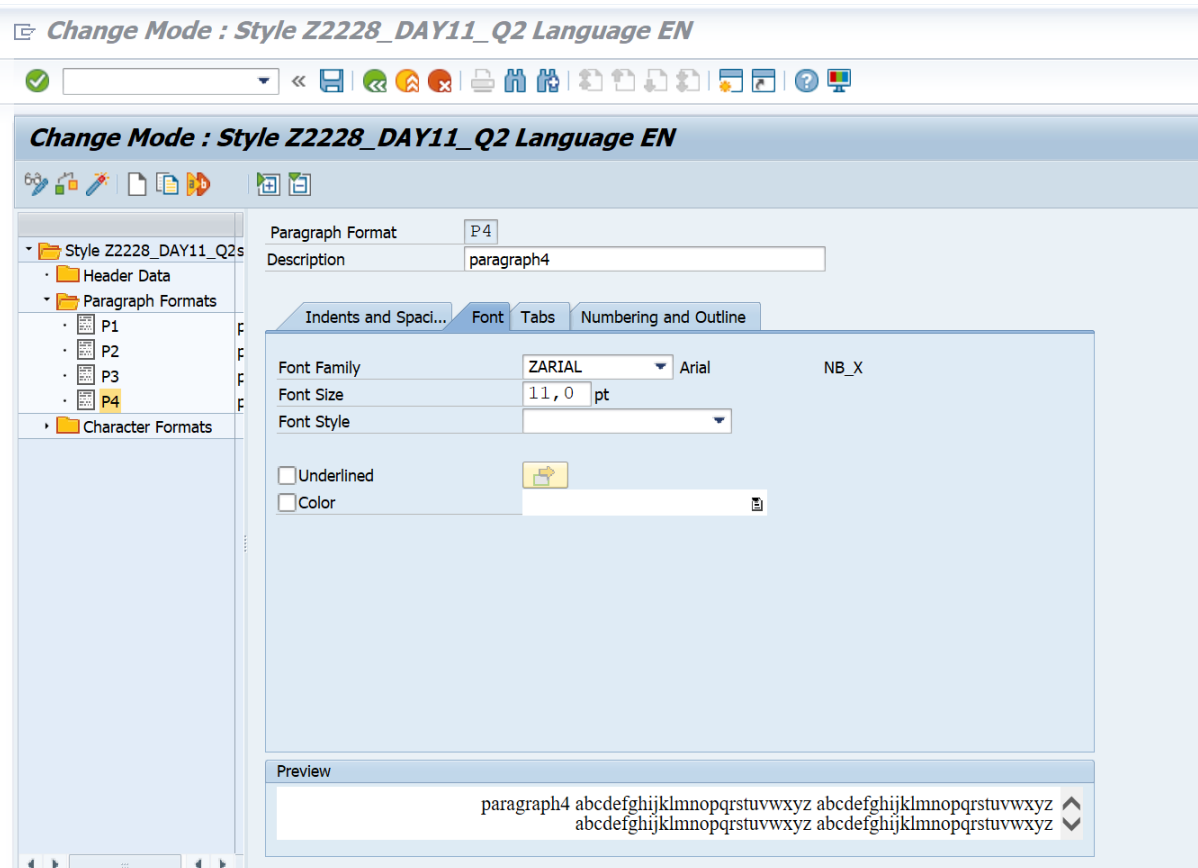 Change Mode : Style Z2228_DAY11_Q2 Language EN
Change Mode : Style Z2228_DAY11_Q2 Language EN
Style Z2228_DAY11_Q2 s
Header Data
Paragraph Formats
P1 p
P2 p
P3 p
P4 p
Character Formats
Paragraph Format P4
Description paragraph4
Indents and Spaci... Font Tabs Numbering and Outline
Font Family ZARIAL Arial NB_X
Font Size 11,0 pt
Font Style
Underlined
Color
Preview
paragraph4 abcdefghijklmnopqrstuvwxyz abcdefghijklmnopqrstuvwxyz
abcdefghijklmnopqrstuvwxyz abcdefghijklmnopqrstuvwxyz